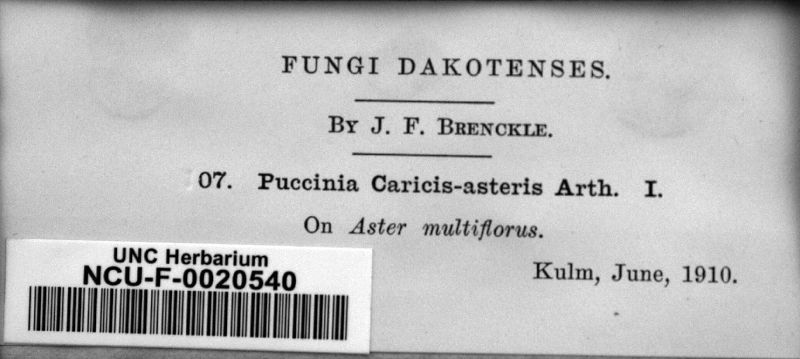 FUNGI DAKOTENSES.
BY J. F. BRENCKLE.
07. Puccinia Caricis-asteris Arth. I.
On Aster multiflorus.
Kulm, June, 1910.
UNC Herbarium
NCU-F-0020540